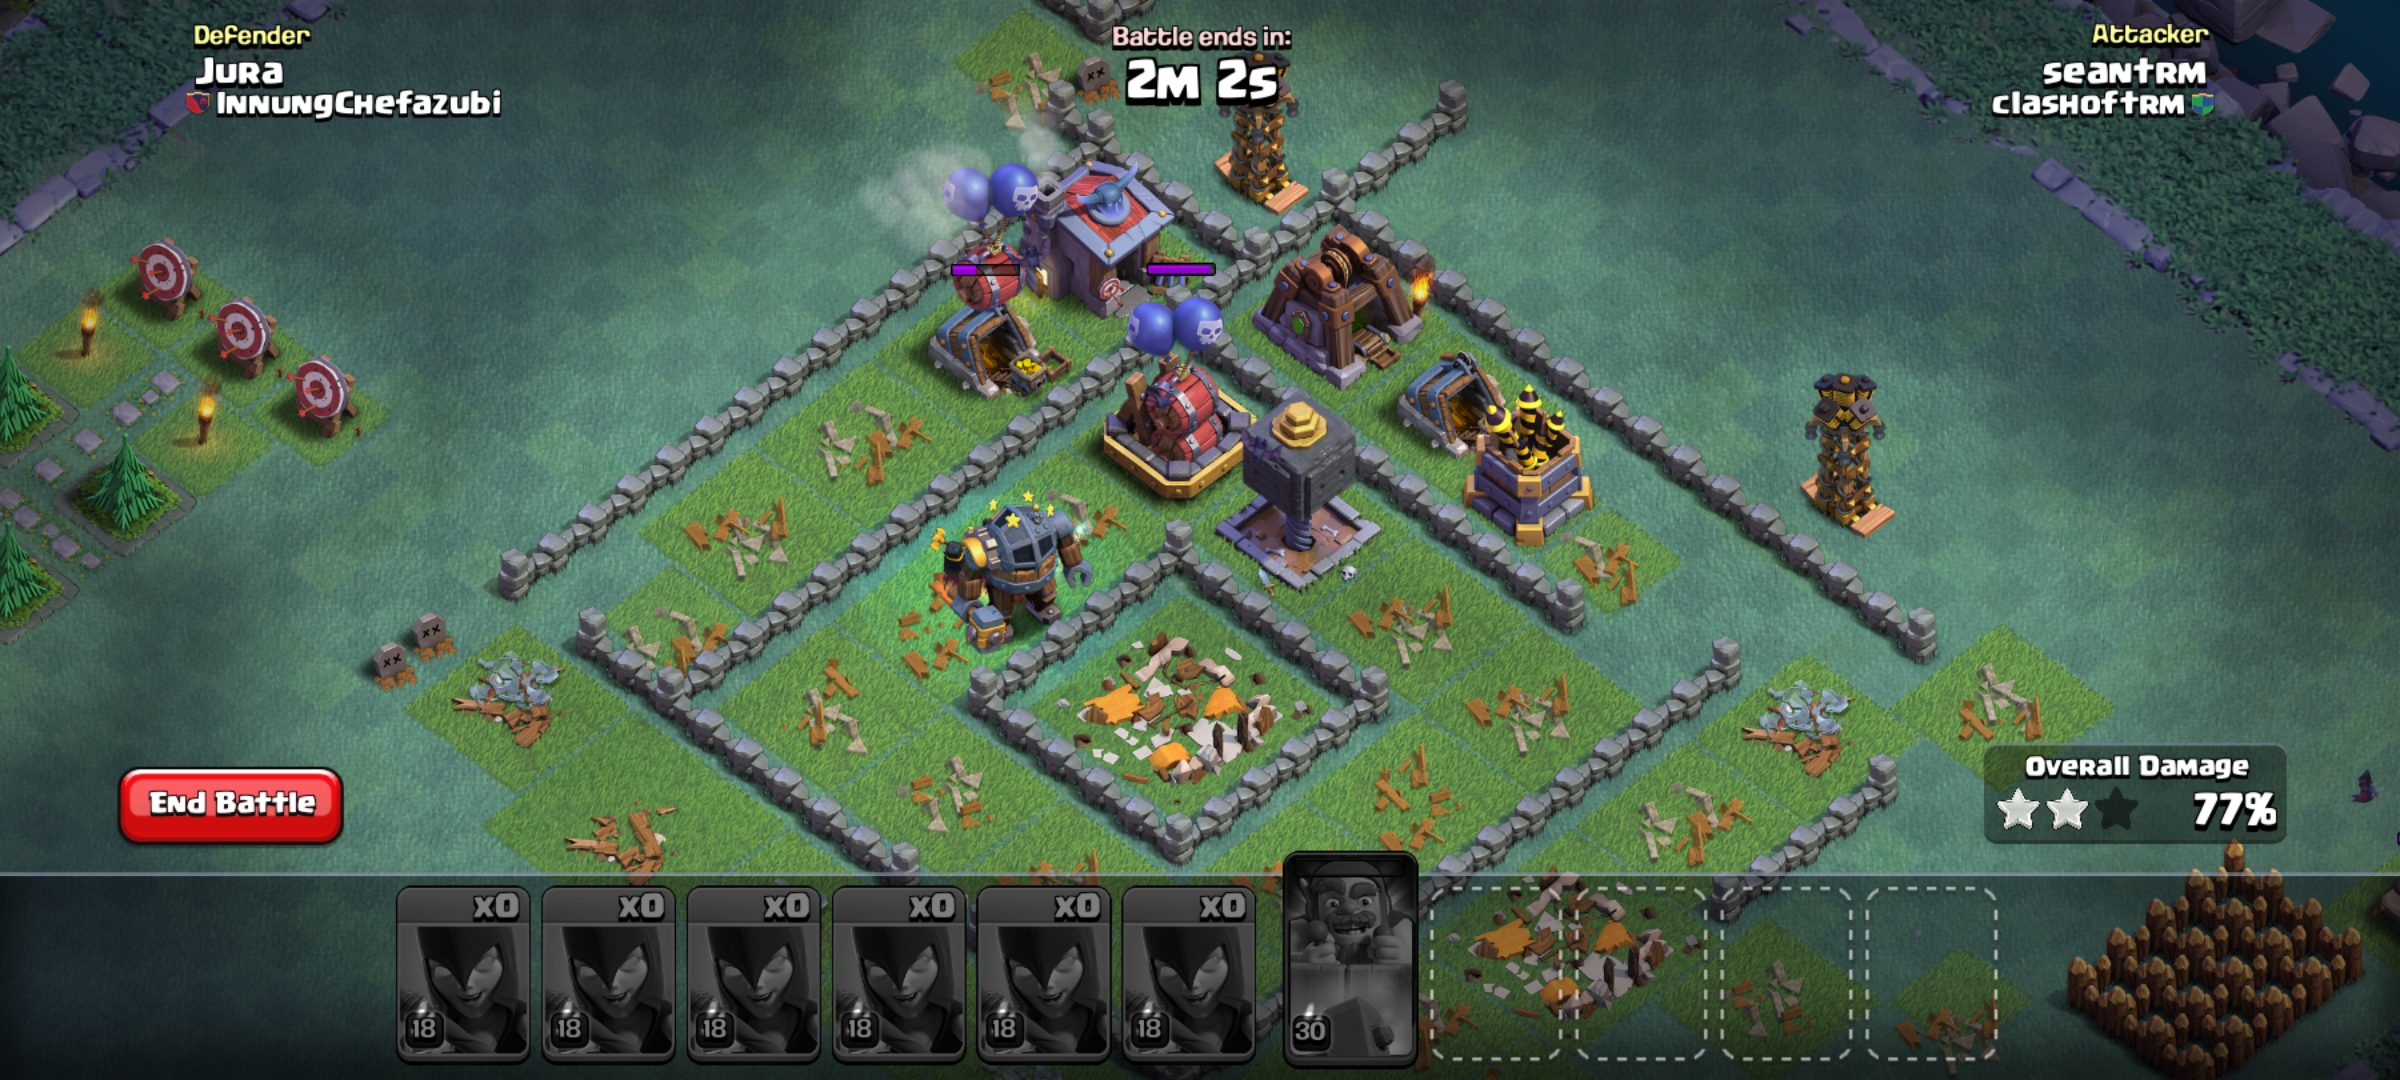 Defender
Jura
InnungChefazubi
Battle ends in:
2m 2s
Attacker
seantrm
clashoftrm
End Battle
Overall Damage
77%
x0 x0 x0 x0 x0 x0
18 18 18 18 18 18 30